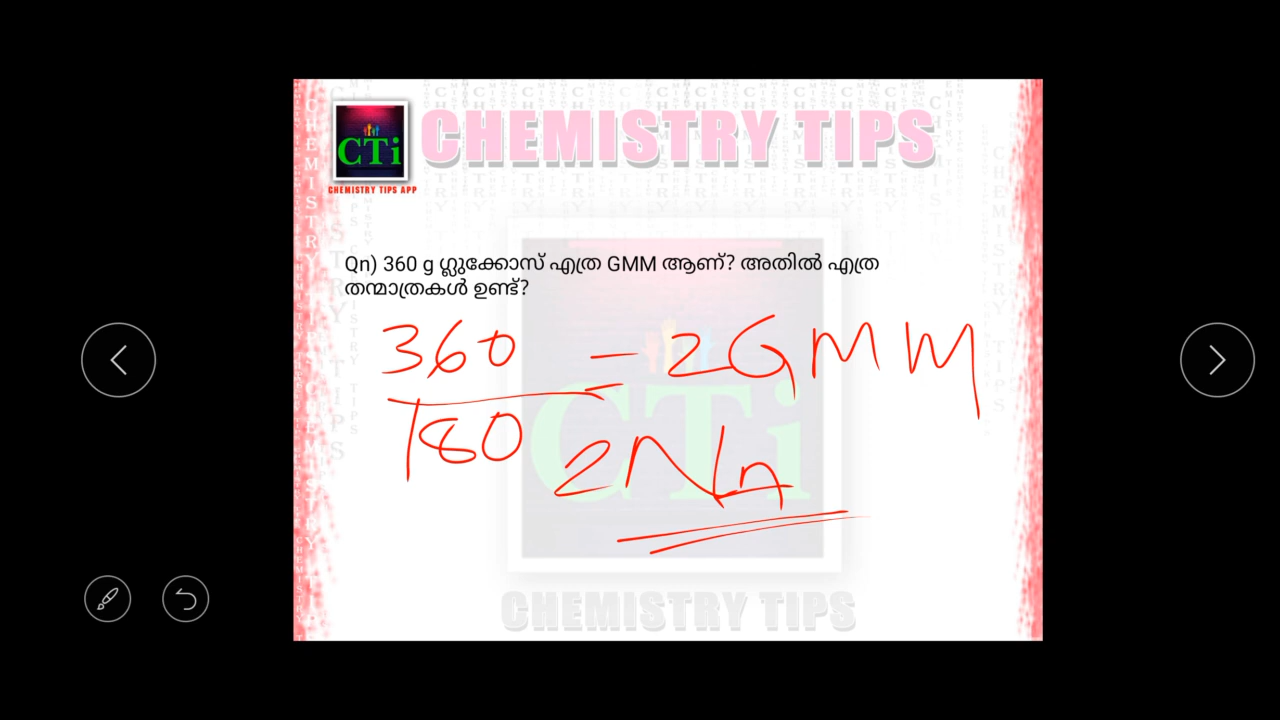 CTi
CHEMISTRY TIPS
CHEMISTRY TIPS APP
Qn) 360 g ഗ്ലൂക്കോസ് എത്ര GMM ആണ്? അതിൽ എത്ര
തന്മാത്രകൾ ഉണ്ട്?
360 = 2GMM
180
2NA
CTi
CHEMISTRY TIPS